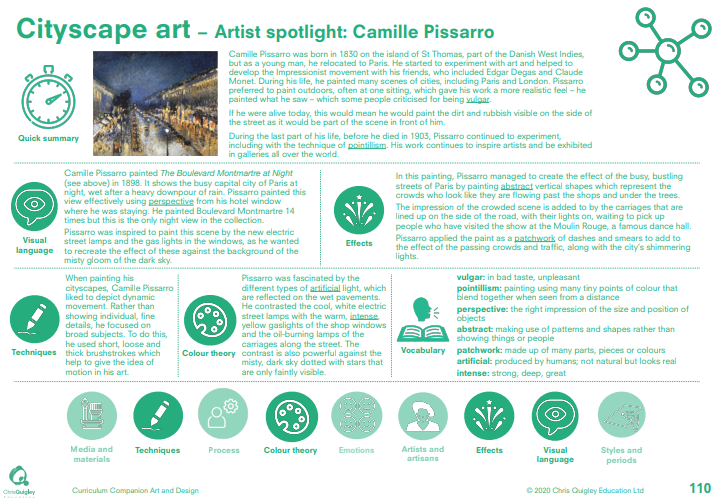 Cityscape art – Artist spotlight: Camille Pissarro
Quick summary
Camille Pissarro was born in 1830 on the island of St Thomas, part of the Danish West Indies,
but as a young man, he relocated to Paris. He started to experiment with art and helped to
develop the Impressionist movement with his friends, who included Edgar Degas and Claude
Monet. During his life, he painted many scenes of cities, including Paris and London. Pissarro
preferred to paint outdoors, often at one sitting, which gave his work a more realistic feel – he
painted what he saw – which some people criticised for being vulgar.
If he were alive today, this would mean he would paint the dirt and rubbish visible on the side of
the street as it would be part of the scene in front of him.
During the last part of his life, before he died in 1903, Pissarro continued to experiment,
including with the technique of pointillism. His work continues to inspire artists and be exhibited
in galleries all over the world.
Visual
language
Camille Pissarro painted The Boulevard Montmartre at Night
(see above) in 1898. It shows the busy capital city of Paris at
night, wet after a heavy downpour of rain. Pissarro painted this
view effectively using perspective from his hotel window
where he was staying. He painted Boulevard Montmartre 14
times but this is the only night view in the collection.
Pissarro was inspired to paint this scene by the new electric
street lamps and the gas lights in the windows, as he wanted
to recreate the effect of these against the background of the
misty gloom of the dark sky.
Effects
In this painting, Pissarro managed to create the effect of the busy, bustling
streets of Paris by painting abstract vertical shapes which represent the
crowds who look like they are flowing past the shops and under the trees.
The impression of the crowded scene is added to by the carriages that are
lined up on the side of the road, with their lights on, waiting to pick up
people who have visited the show at the Moulin Rouge, a famous dance hall.
Pissarro applied the paint as a patchwork of dashes and smears to add to
the effect of the passing crowds and traffic, along with the city's shimmering
lights.
Techniques
When painting his
cityscapes, Camille Pissarro
liked to depict dynamic
movement. Rather than
showing individual, fine
details, he focused on
broad subjects. To do this,
he used short, loose and
thick brushstrokes which
help to give the idea of
motion in his art.
Colour theory
Pissarro was fascinated by the
different types of artificial light, which
are reflected on the wet pavements.
He contrasted the cool, white electric
street lamps with the warm, intense,
yellow gaslights of the shop windows
and the oil-burning lamps of the
carriages along the street. The
contrast is also powerful against the
misty, dark sky dotted with stars that
are only faintly visible.
Vocabulary
vulgar: in bad taste, unpleasant
pointillism: painting using many tiny points of colour that
blend together when seen from a distance
perspective: the right impression of the size and position of
objects
abstract: making use of patterns and shapes rather than
showing things or people
patchwork: made up of many parts, pieces or colours
artificial: produced by humans; not natural but looks real
intense: strong, deep, great
Media and
materials
Techniques
Process
Colour theory
Emotions
Artists and
artisans
Effects
Visual
language
Styles and
periods
ChrisQuigley
Curriculum Companion Art and Design
© 2020 Chris Quigley Education Ltd
110